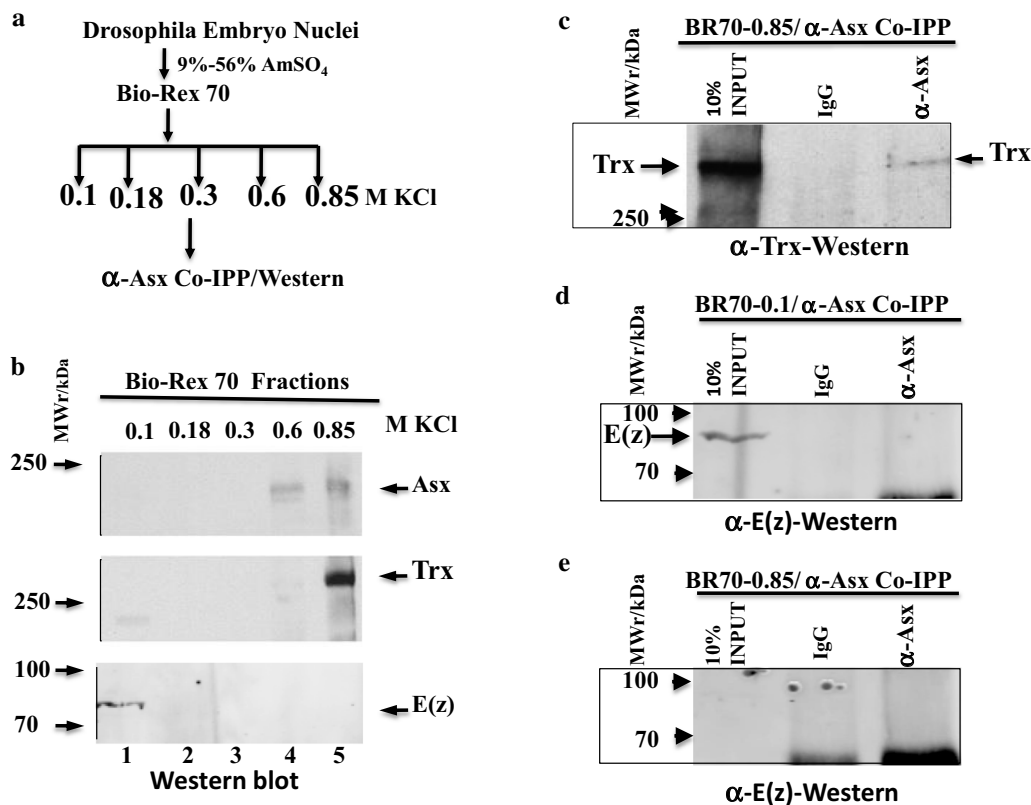 a
Drosophila Embryo Nuclei
9%-56% AmSO4
Bio-Rex 70
0.1 0.18 0.3 0.6 0.85 M KCl
α-Asx Co-IPP/Western
b
MWr/kDa
Bio-Rex 70 Fractions
0.1 0.18 0.3 0.6 0.85 M KCl
250
Asx
Trx
250
100
E(z)
70
1 2 3 4 5
Western blot
c
BR70-0.85/α-Asx Co-IPP
MWr/kDa
10%
INPUT
IgG
α-Asx
Trx
Trx
250
α-Trx-Western
d
BR70-0.1/α-Asx Co-IPP
MWr/kDa
10%
INPUT
IgG
α-Asx
100
E(z)
70
α-E(z)-Western
e
BR70-0.85/α-Asx Co-IPP
MWr/kDa
10%
INPUT
IgG
α-Asx
100
70
α-E(z)-Western